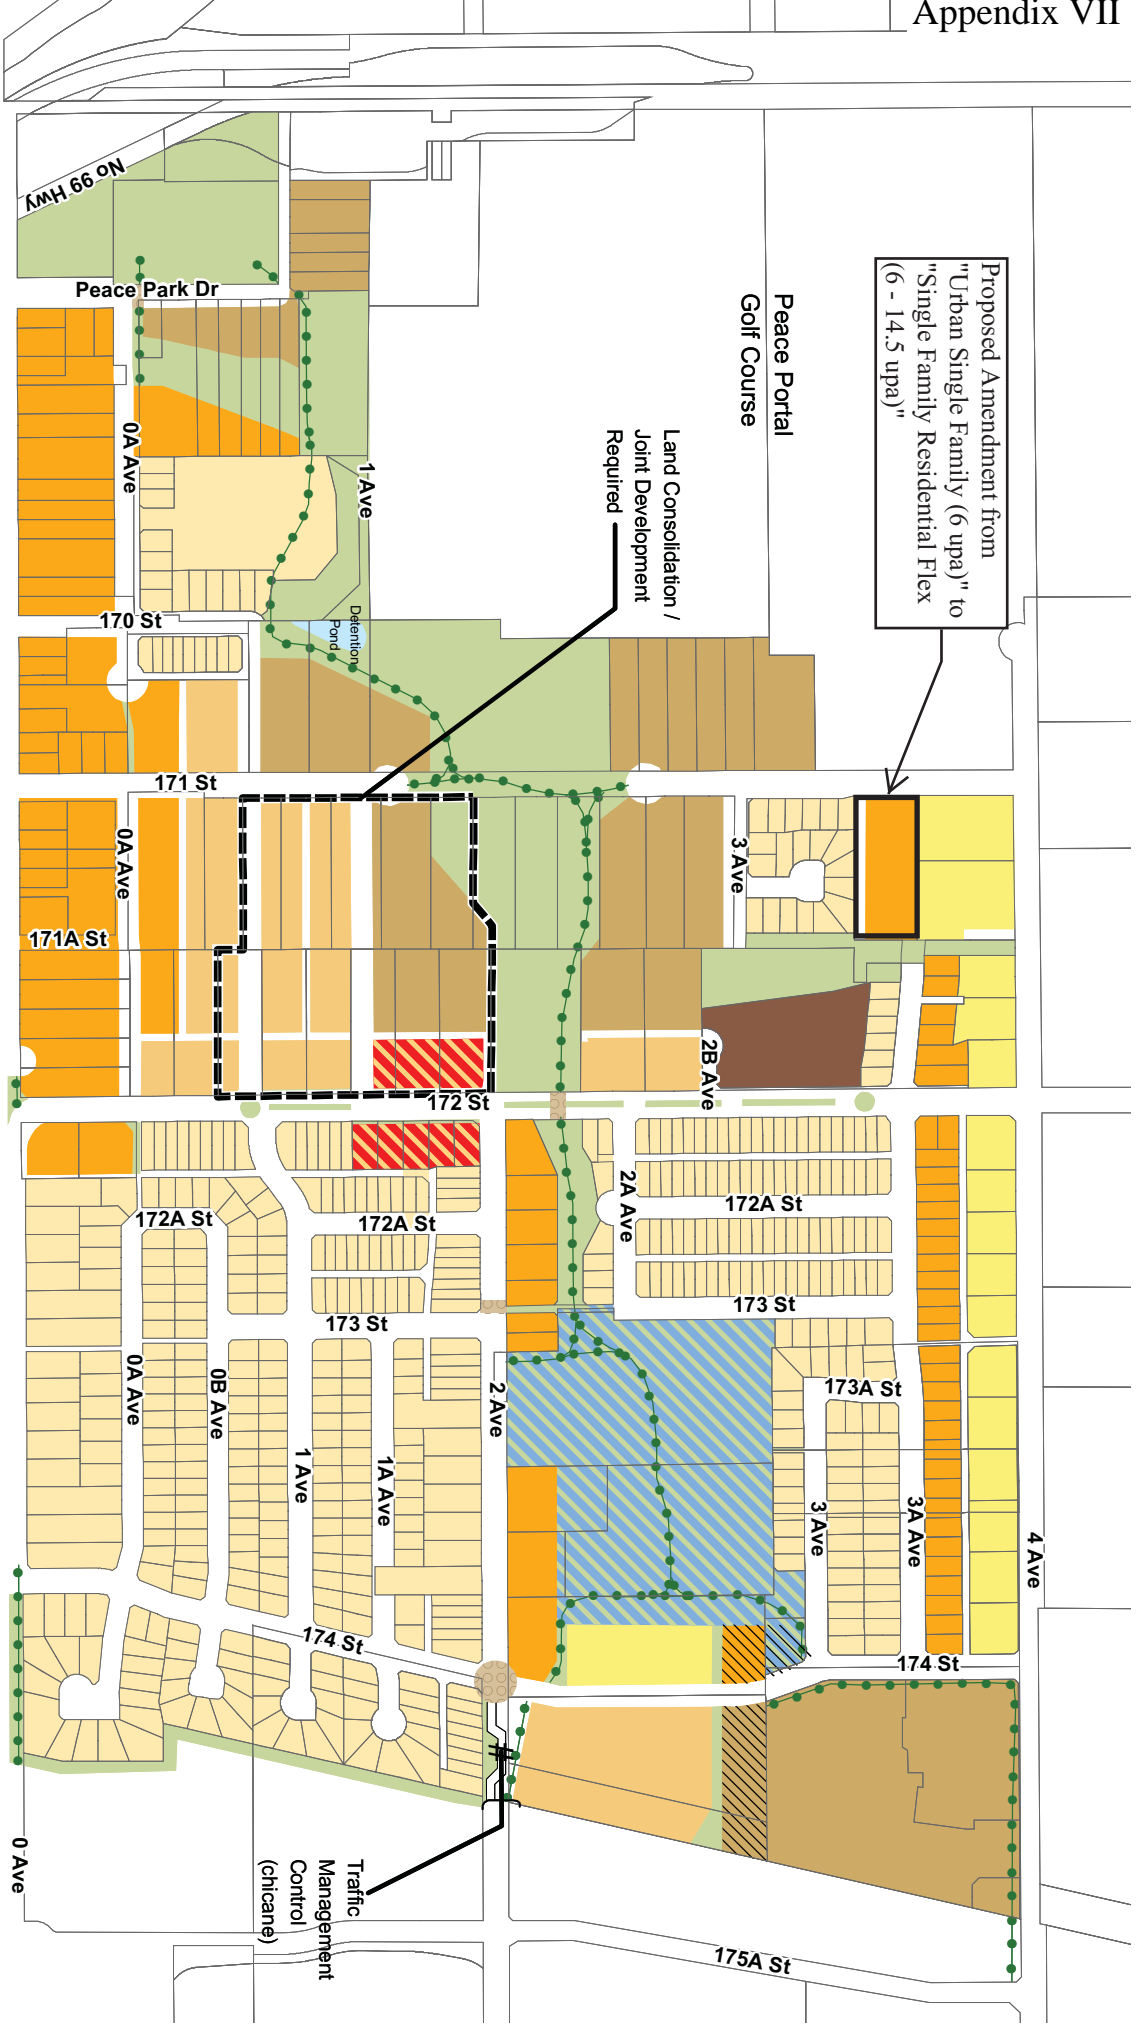 Appendix VII
No 99 Hwy
Peace Park Dr
Proposed Amendment from
"Urban Single Family (6 upa)" to
"Single Family Residential Flex
(6 - 14.5 upa)"
Peace Portal
Golf Course
Land Consolidation /
Joint Development
Required
0A Ave
1 Ave
170 St
Detention
Pond
171 St
0A Ave
3 Ave
171A St
2B Ave
172 St
2A Ave
172A St
172A St
172A St
173 St
173 St
0A Ave
0B Ave
2 Ave
173A St
1 Ave
1A Ave
3 Ave
3A Ave
4 Ave
174 St
174 St
0 Ave
Traffic
Management
Control
(chicane)
175A St